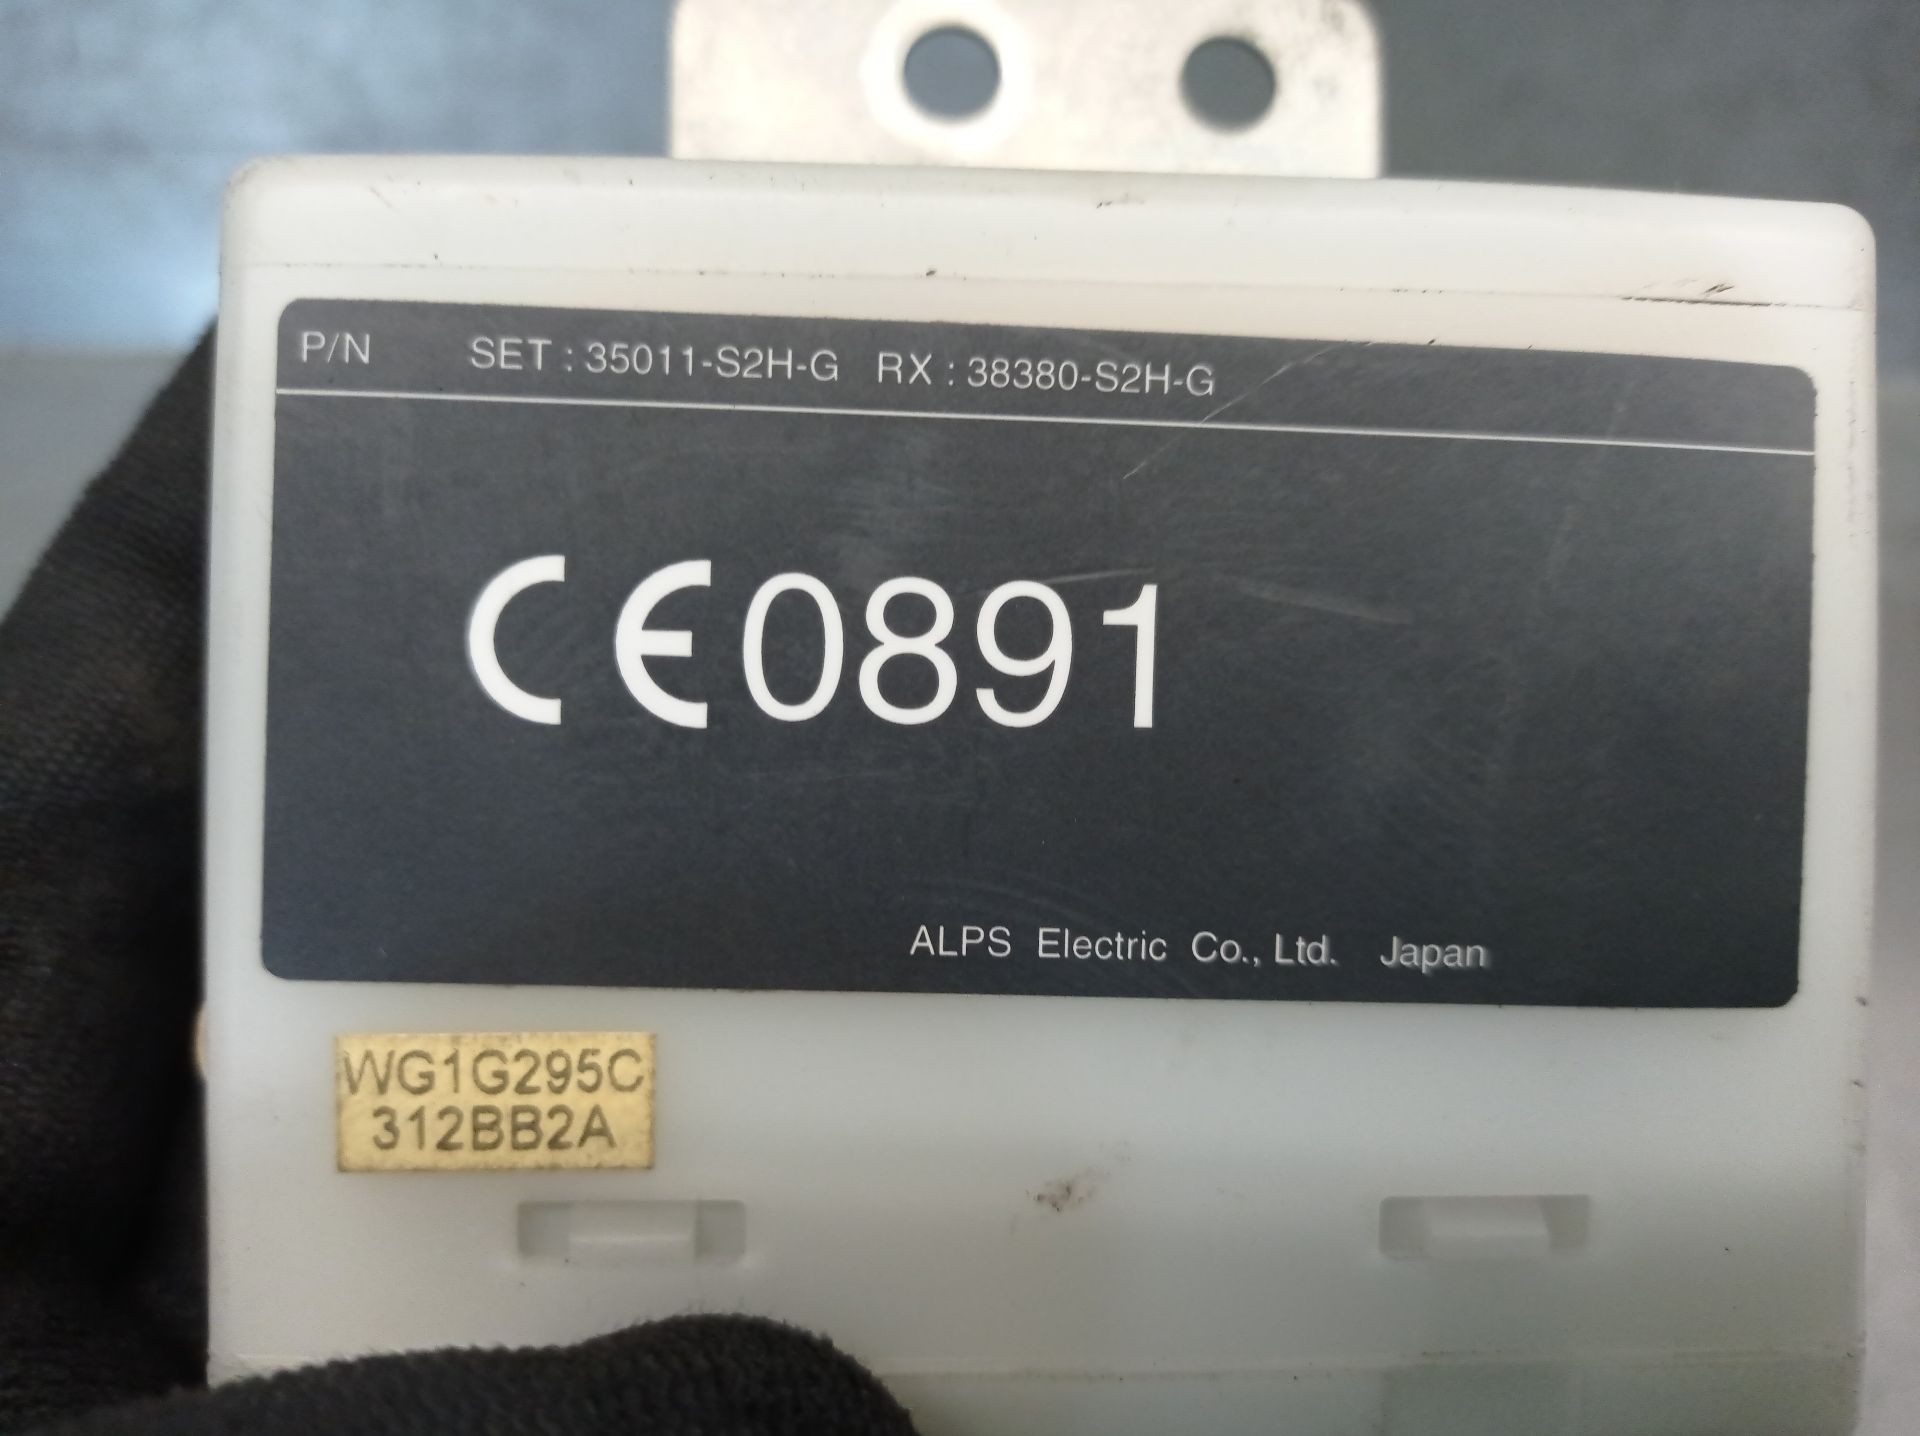 P/N SET : 35011-S2H-G RX : 38380-S2H-G
CE0891
ALPS Electric Co., Ltd. Japan
WG1G295C
312BB2A